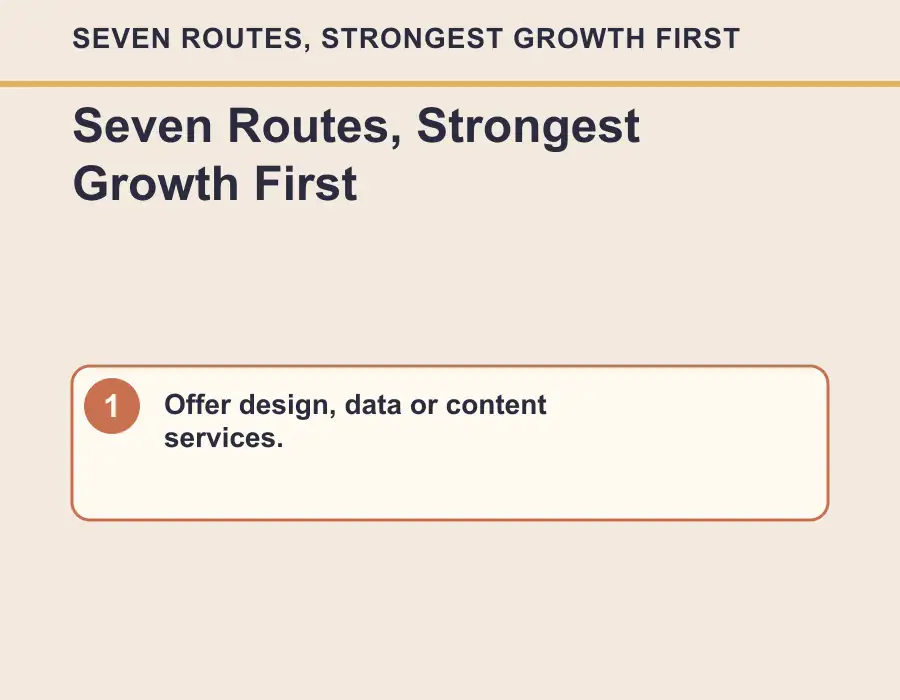 SEVEN ROUTES, STRONGEST GROWTH FIRST
Seven Routes, Strongest
Growth First
1
Offer design, data or content
services.